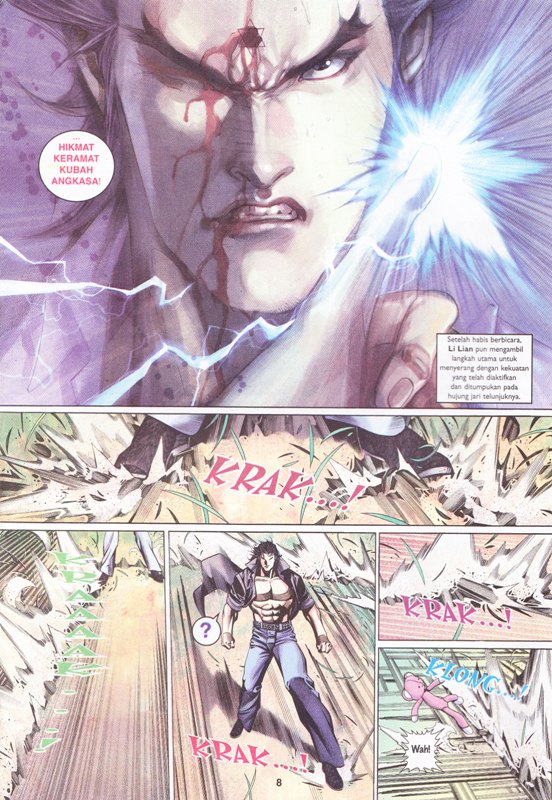 ...
HIKMAT
KERAMAT
KUBAH
ANGKASA!
Setelah habis berbicara,
Li Lian pun mengambil
langkah utama untuk
menyerang dengan kekuatan
yang telah diaktifkan
dan ditumpukan pada
hujung jari telunjuknya.
KRAK....!
KRAAAAK...!
?
KRAK....!
KRAK...!
KLONG...!
Wah!
8